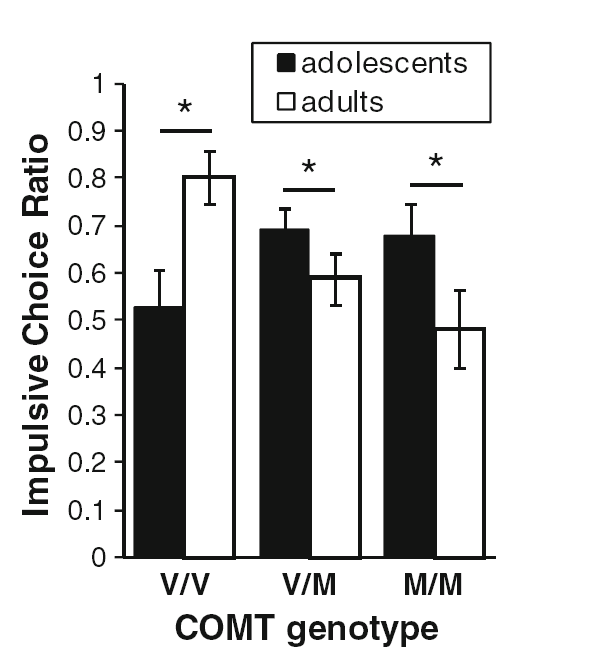 adolescents
adults
Impulsive Choice Ratio
1
0.9
0.8
0.7
0.6
0.5
0.4
0.3
0.2
0.1
0
*
*
*
V/V V/M M/M
COMT genotype